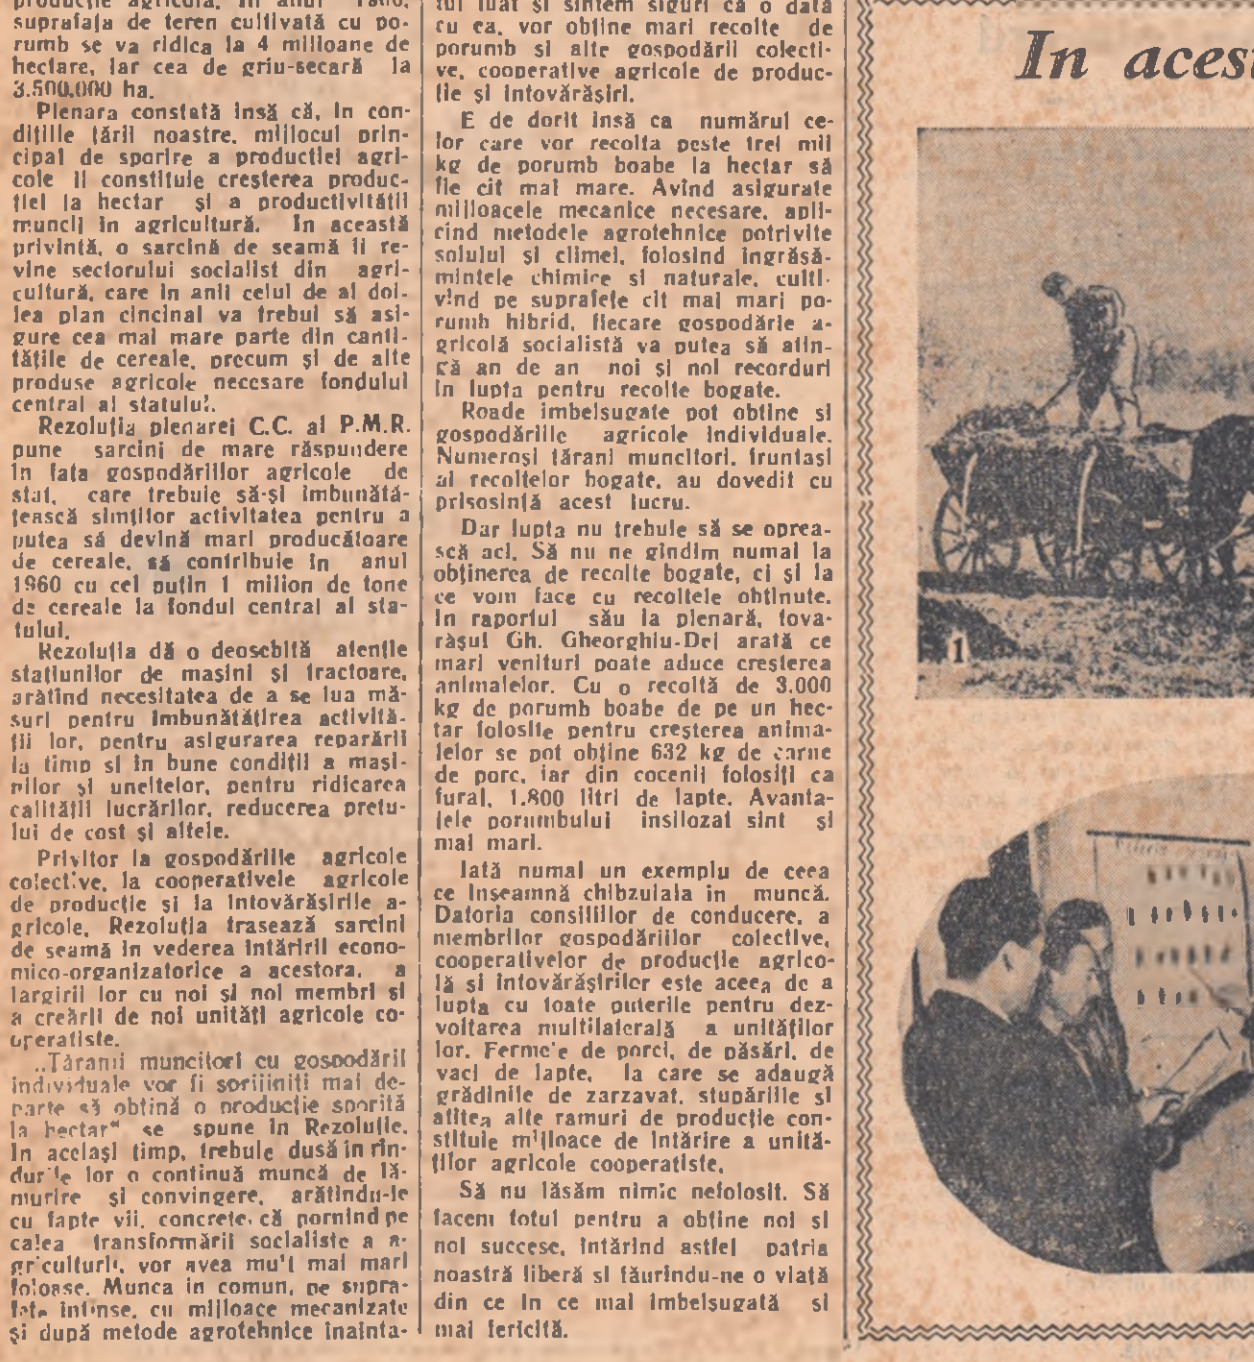 producție agricolă. In anul 1960,
suprafața de teren cultivată cu po-
rumb se va ridica la 4 milioane de
hectare, iar cea de grîu-secară la
3.500.000 ha.
Plenara constată însă că, în con-
dițiile țării noastre, mijlocul prin-
cipal de sporire a producției agri-
cole îl constituie creșterea produc-
ției la hectar și a productivității
muncii în agricultură. In această
privință, o sarcină de seamă îi re-
vine sectorului socialist din agri-
cultură, care în anii celui de al doi-
lea plan cincinal va trebui să asi-
gure cea mai mare parte din canti-
tățile de cereale, precum și de alte
produse agricole necesare fondului
central al statului.
Rezoluția plenarei C.C. al P.M.R.
pune sarcini de mare răspundere
în fața gospodăriilor agricole de
stat, care trebuie să-și îmbunătă-
țească simțitor activitatea pentru a
putea să devină mari producătoare
de cereale, să contribuie în anul
1960 cu cel puțin 1 milion de tone
de cereale la fondul central al sta-
tului.
Rezoluția dă o deosebită atenție
stațiunilor de mașini și tractoare,
arătînd necesitatea de a se lua mă-
suri pentru îmbunătățirea activită-
ții lor, pentru asigurarea reparării
la timp și în bune condiții a mași-
nilor și uneltelor, pentru ridicarea
calității lucrărilor, reducerea prețu-
lui de cost și altele.
Privitor la gospodăriile agricole
colective, la cooperativele agricole
de producție și la întovărășirile a-
gricole, Rezoluția trasează sarcini
de seamă în vederea întăririi econo-
mico-organizatorice a acestora, a
largirii lor cu noi și noi membri și
a creării de noi unități agricole co-
operatiste.
„Țăranii muncitori cu gospodării
individuale vor fi sprijiniți mai de-
parte să obțină o producție sporită
la hectar" se spune în Rezoluție.
In același timp, trebuie dusă în rîn-
durile lor o continuă muncă de lă-
murire și convingere, arătîndu-le
cu fapte vii, concrete, că pornind pe
calea transformării socialiste a a-
griculturii, vor avea mult mai mari
foloase. Munca în comun, pe supra-
fețe întinse, cu mijloace mecanizate
și după metode agrotehnice înainta-
tul luat și sîntem siguri că o dată
cu ea, vor obține mari recolte de
porumb și alte gospodării colecti-
ve, cooperative agricole de produc-
ție și întovărășiri.
E de dorit însă ca numărul ce-
lor care vor recolta peste trei mii
kg de porumb boabe la hectar să
fie cît mai mare. Avînd asigurate
mijloacele mecanice necesare, apli-
cînd metodele agrotehnice potrivite
solului și climei, folosind îngrășă-
mintele chimice și naturale, culti-
vînd pe suprafețe cît mai mari po-
rumb hibrid, fiecare gospodărie a-
gricolă socialistă va putea să atin-
gă an de an noi și noi recorduri
în lupta pentru recolte bogate.
Roade îmbelșugate pot obține și
gospodăriile agricole individuale.
Numeroși țărani muncitori, fruntași
ai recoltelor bogate, au dovedit cu
prisosință acest lucru.
Dar lupta nu trebuie să se oprea-
scă aci. Să nu ne gîndim numai la
obținerea de recolte bogate, ci și la
ce vom face cu recoltele obținute.
In raportul său la plenară, tova-
rășul Gh. Gheorghiu-Dej arată ce
mari venituri poate aduce creșterea
animalelor. Cu o recoltă de 3.000
kg de porumb boabe de pe un hec-
tar folosite pentru creșterea anima-
lelor se pot obține 632 kg de carne
de porc, iar din cocenii folosiți ca
furaj, 1.800 litri de lapte. Avanta-
jele porumbului însilozat sînt și
mai mari.
Iată numai un exemplu de ceea
ce înseamnă chibzuiala în muncă.
Datoria consiliilor de conducere, a
membrilor gospodăriilor colective,
cooperativelor de producție agrico-
lă și întovărășirilor este aceea de a
lupta cu toate puterile pentru dez-
voltarea multilaterală a unităților
lor. Fermele de porci, de păsări, de
vaci de lapte, la care se adaugă
grădinile de zarzavat, stupăriile și
atîtea alte ramuri de producție con-
stituie mijloace de întărire a unită-
ților agricole cooperatiste.
Să nu lăsăm nimic nefolosit. Să
facem totul pentru a obține noi și
noi succese, întărind astfel patria
noastră liberă și făurindu-ne o viață
din ce în ce mai îmbelșugată și
mai fericită.
In acest
1